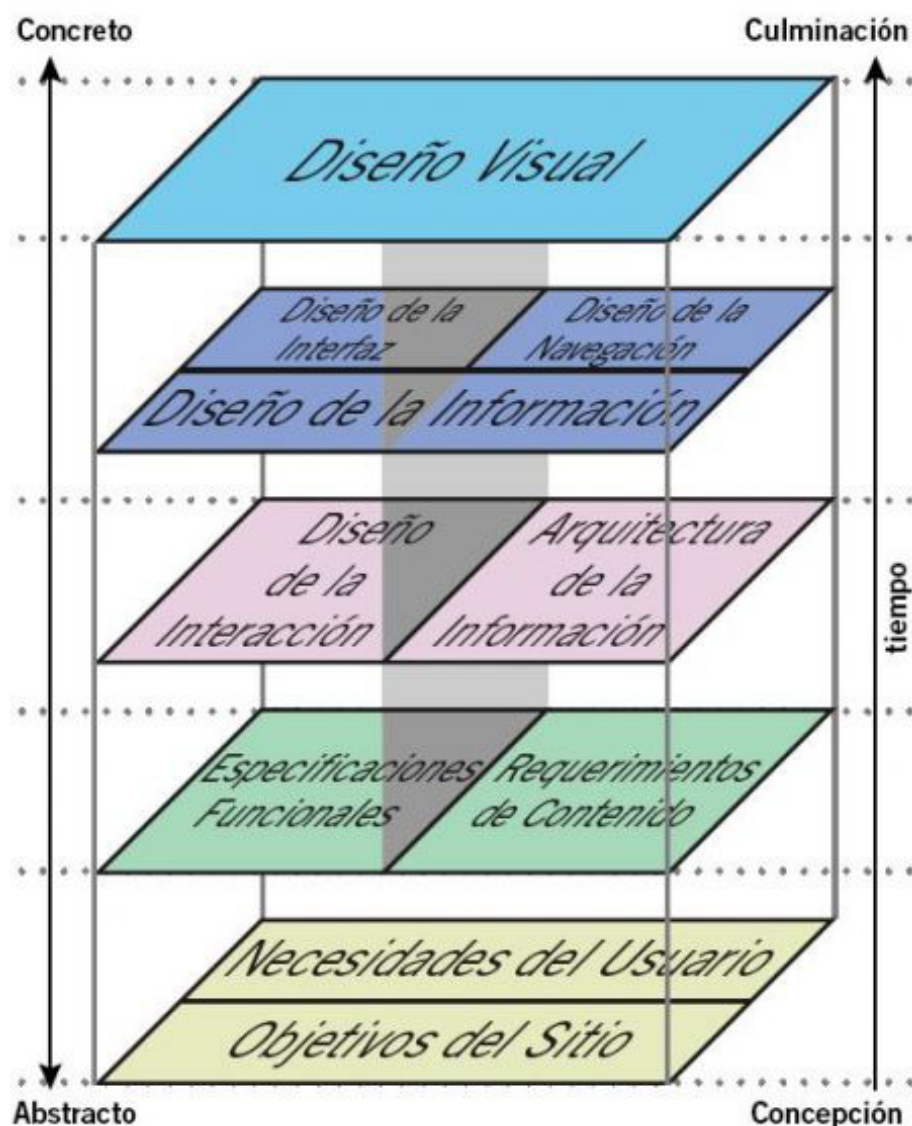 Concreto
Culminación
Diseño Visual
Diseño de la
Interfaz
Diseño de la
Navegación
Diseño de la Información
Diseño
de la
Interacción
Arquitectura
de la
Información
tiempo
Especificaciones
Funcionales
Requerimientos
de Contenido
Necesidades del Usuario
Objetivos del Sitio
Abstracto
Concepción